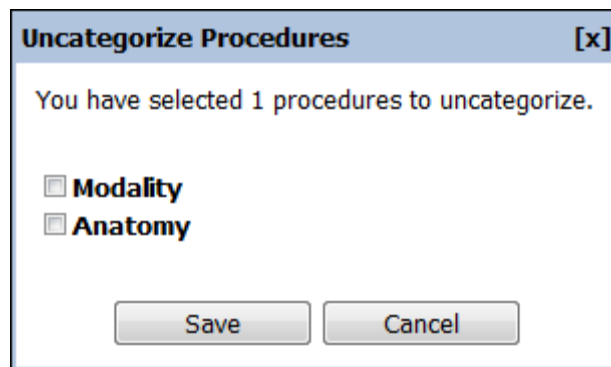 Uncategorize Procedures [x]
You have selected 1 procedures to uncategorize.
Modality
Anatomy
Save Cancel